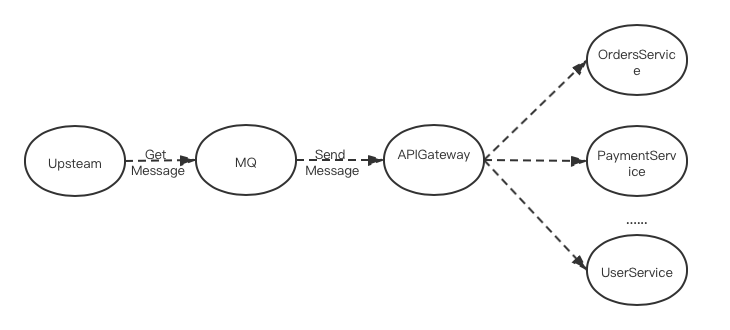 Upsteam
Get
Message
MQ
Send
Message
APIGateway
OrdersServic
e
PaymentServ
ice
......
UserService